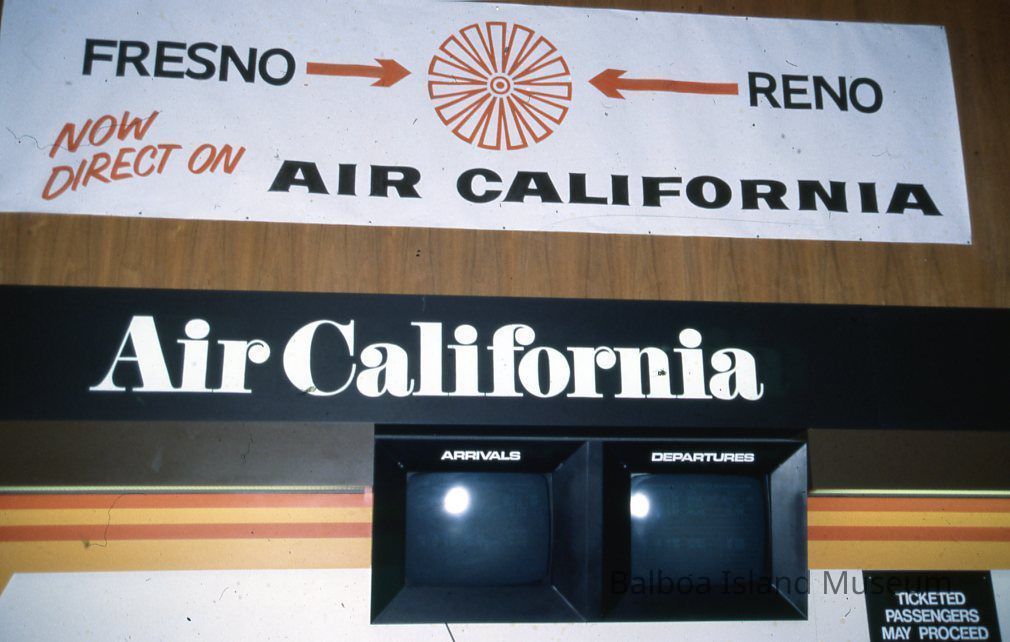 FRESNO
RENO
NOW
DIRECT ON
AIR CALIFORNIA
Air California
ARRIVALS
DEPARTURES
Balboa Island Museum
TICKETED
PASSENGERS
MAY PROCEED